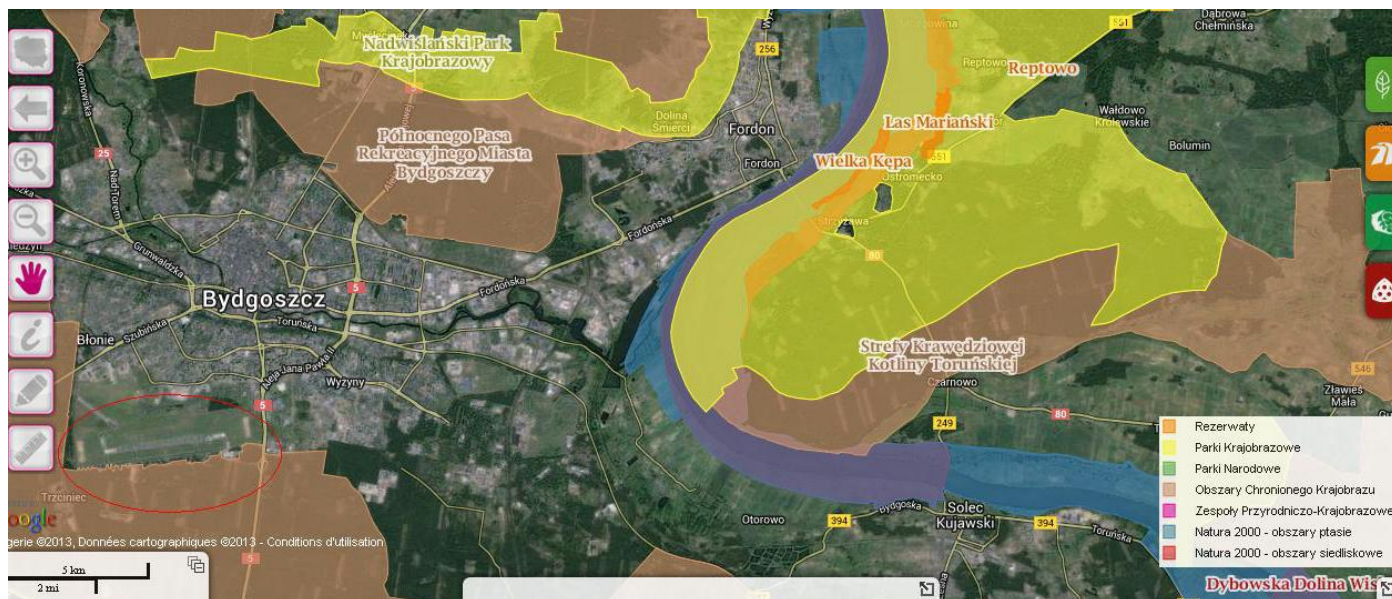 Nadwiślański Park
Krajobrazowy
Koronowska
25
Nad Torem
256
551
Dąbrowa
Chełmińska
Reptowo
Reptowo
Dolina
Śmierci
Fordon
Fordon
Las Mariański
551
Ostromecko
Wałdowo
Królewskie
Bolumin
Północnego Pasa
Rekreacyjnego Miasta
Bydgoszczy
Wielka Kępa
Strzyżawa
80
Fordońska
Fordońska
Grunwaldzka
5
Bydgoszcz
Toruńska
Szubińska
Błonie
Aleja Jana Pawła II
Wyżyny
Strefy Krawędziowej
Kotliny Toruńskiej
Czarnowo
546
Zławieś
Mała
5
249
80
Trzciniec
Otorowo
394
Bydgoska
Solec
Kujawski
394
Toruńska
5
Rezerwaty
Parki Krajobrazowe
Parki Narodowe
Obszary Chronionego Krajobrazu
Zespoły Przyrodniczo-Krajobrazowe
Natura 2000 - obszary ptasie
Natura 2000 - obszary siedliskowe
Dybowska Dolina Wis
oogle
gerie ©2013, Données cartographiques ©2013 - Conditions d'utilisation
5 km
2 mi